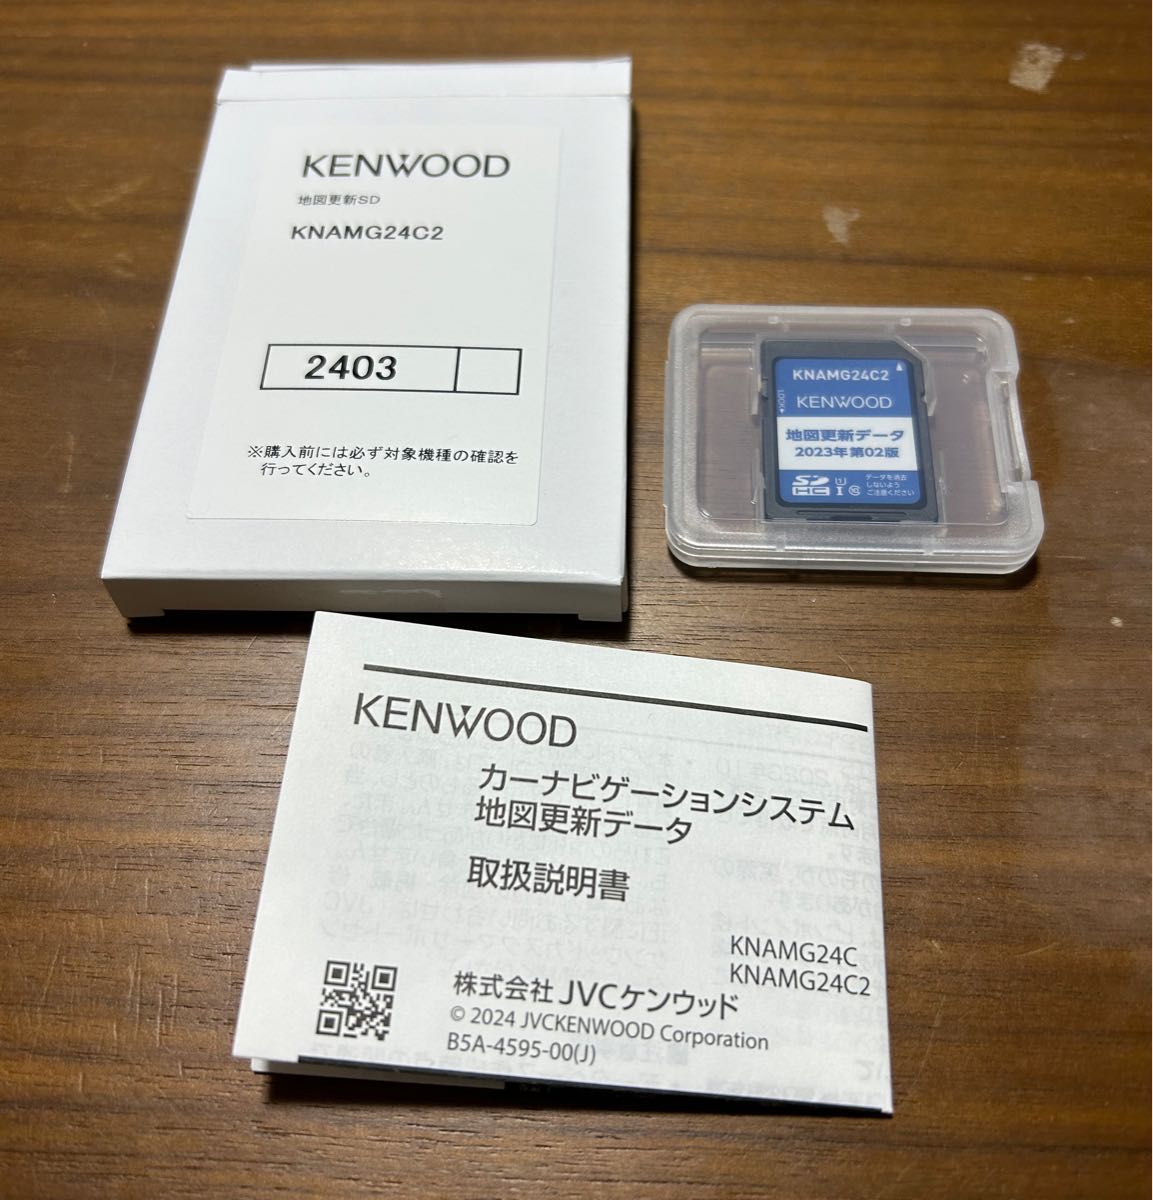 KENWOOD
地図更新SD
KNAMG24C2
2403
※購入前には必ず対象機種の確認を
行ってください。
KNAMG24C2
LOCK
KENWOOD
地図更新データ
2023年第02版
SD HC U1 I 10
データを消去
しないよう
ご注意ください
KENWOOD
カーナビゲーションシステム
地図更新データ
取扱説明書
KNAMG24C
KNAMG24C2
株式会社 JVCケンウッド
© 2024 JVCKENWOOD Corporation
B5A-4595-00(J)